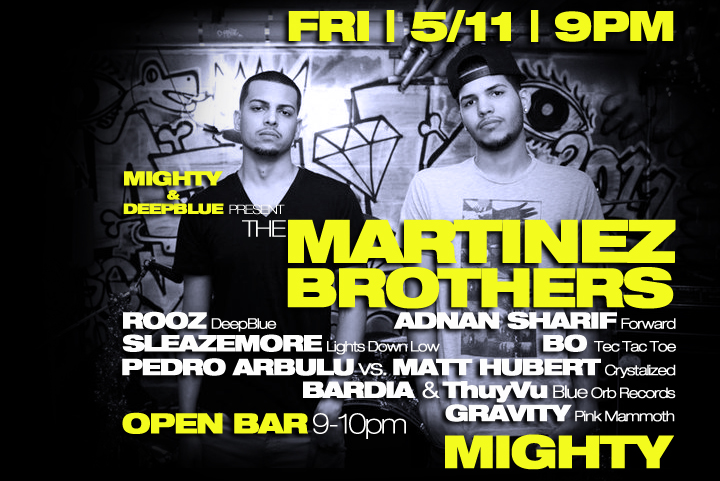 FRI | 5/11 | 9PM
MIGHTY
&
DEEPBLUE PRESENT
THE MARTINEZ
BROTHERS
ROOZ DeepBlue ADNAN SHARIF Forward
SLEAZEMORE Lights Down Low BO Tec Tac Toe
PEDRO ARBULU vs. MATT HUBERT Crystalized
BARDIA & ThuyVu Blue Orb Records
GRAVITY Pink Mammoth
OPEN BAR 9-10pm
MIGHTY